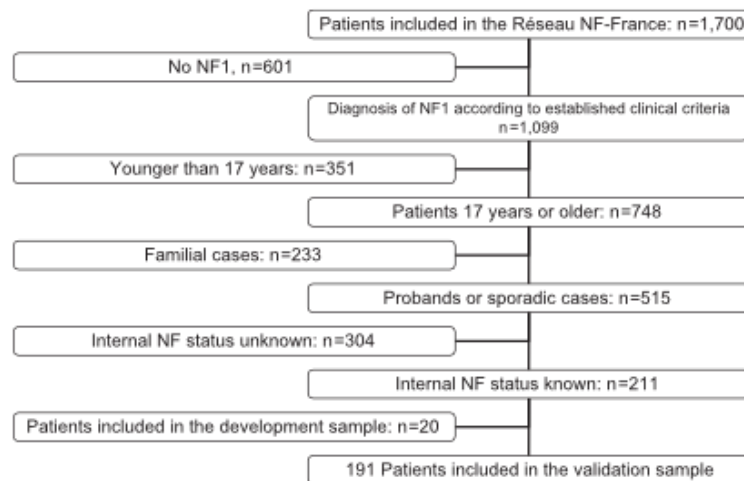 Patients included in the Réseau NF-France: n=1,700
No NF1, n=601
Diagnosis of NF1 according to established clinical criteria
n=1,099
Younger than 17 years: n=351
Patients 17 years or older: n=748
Familial cases: n=233
Probands or sporadic cases: n=515
Internal NF status unknown: n=304
Internal NF status known: n=211
Patients included in the development sample: n=20
191 Patients included in the validation sample